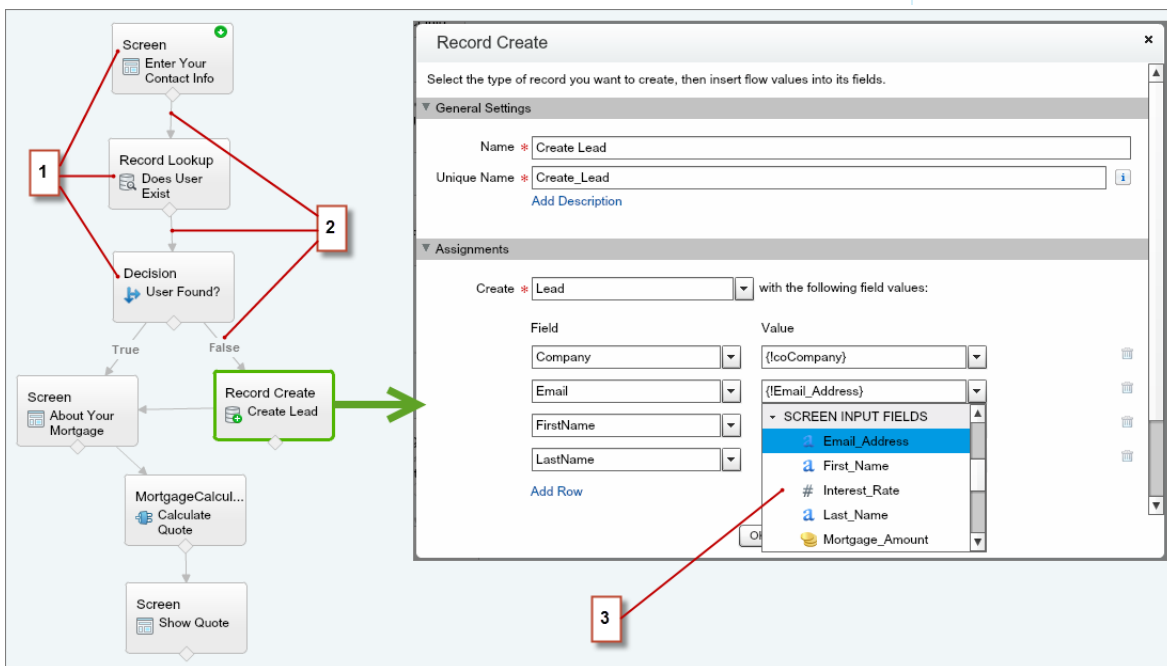 Screen
Enter Your
Contact Info
Record Lookup
Does User
Exist
1
2
Decision
User Found?
True
False
Screen
About Your
Mortgage
Record Create
Create Lead
MortgageCalcul...
Calculate
Quote
Screen
Show Quote
Record Create
×
Select the type of record you want to create, then insert flow values into its fields.
General Settings
Name * Create Lead
Unique Name * Create_Lead
i
Add Description
Assignments
Create * Lead with the following field values:
Field Value
Company {!coCompany}
Email {!Email_Address}
FirstName
LastName
Add Row
SCREEN INPUT FIELDS
a Email_Address
a First_Name
# Interest_Rate
a Last_Name
Mortgage_Amount
3